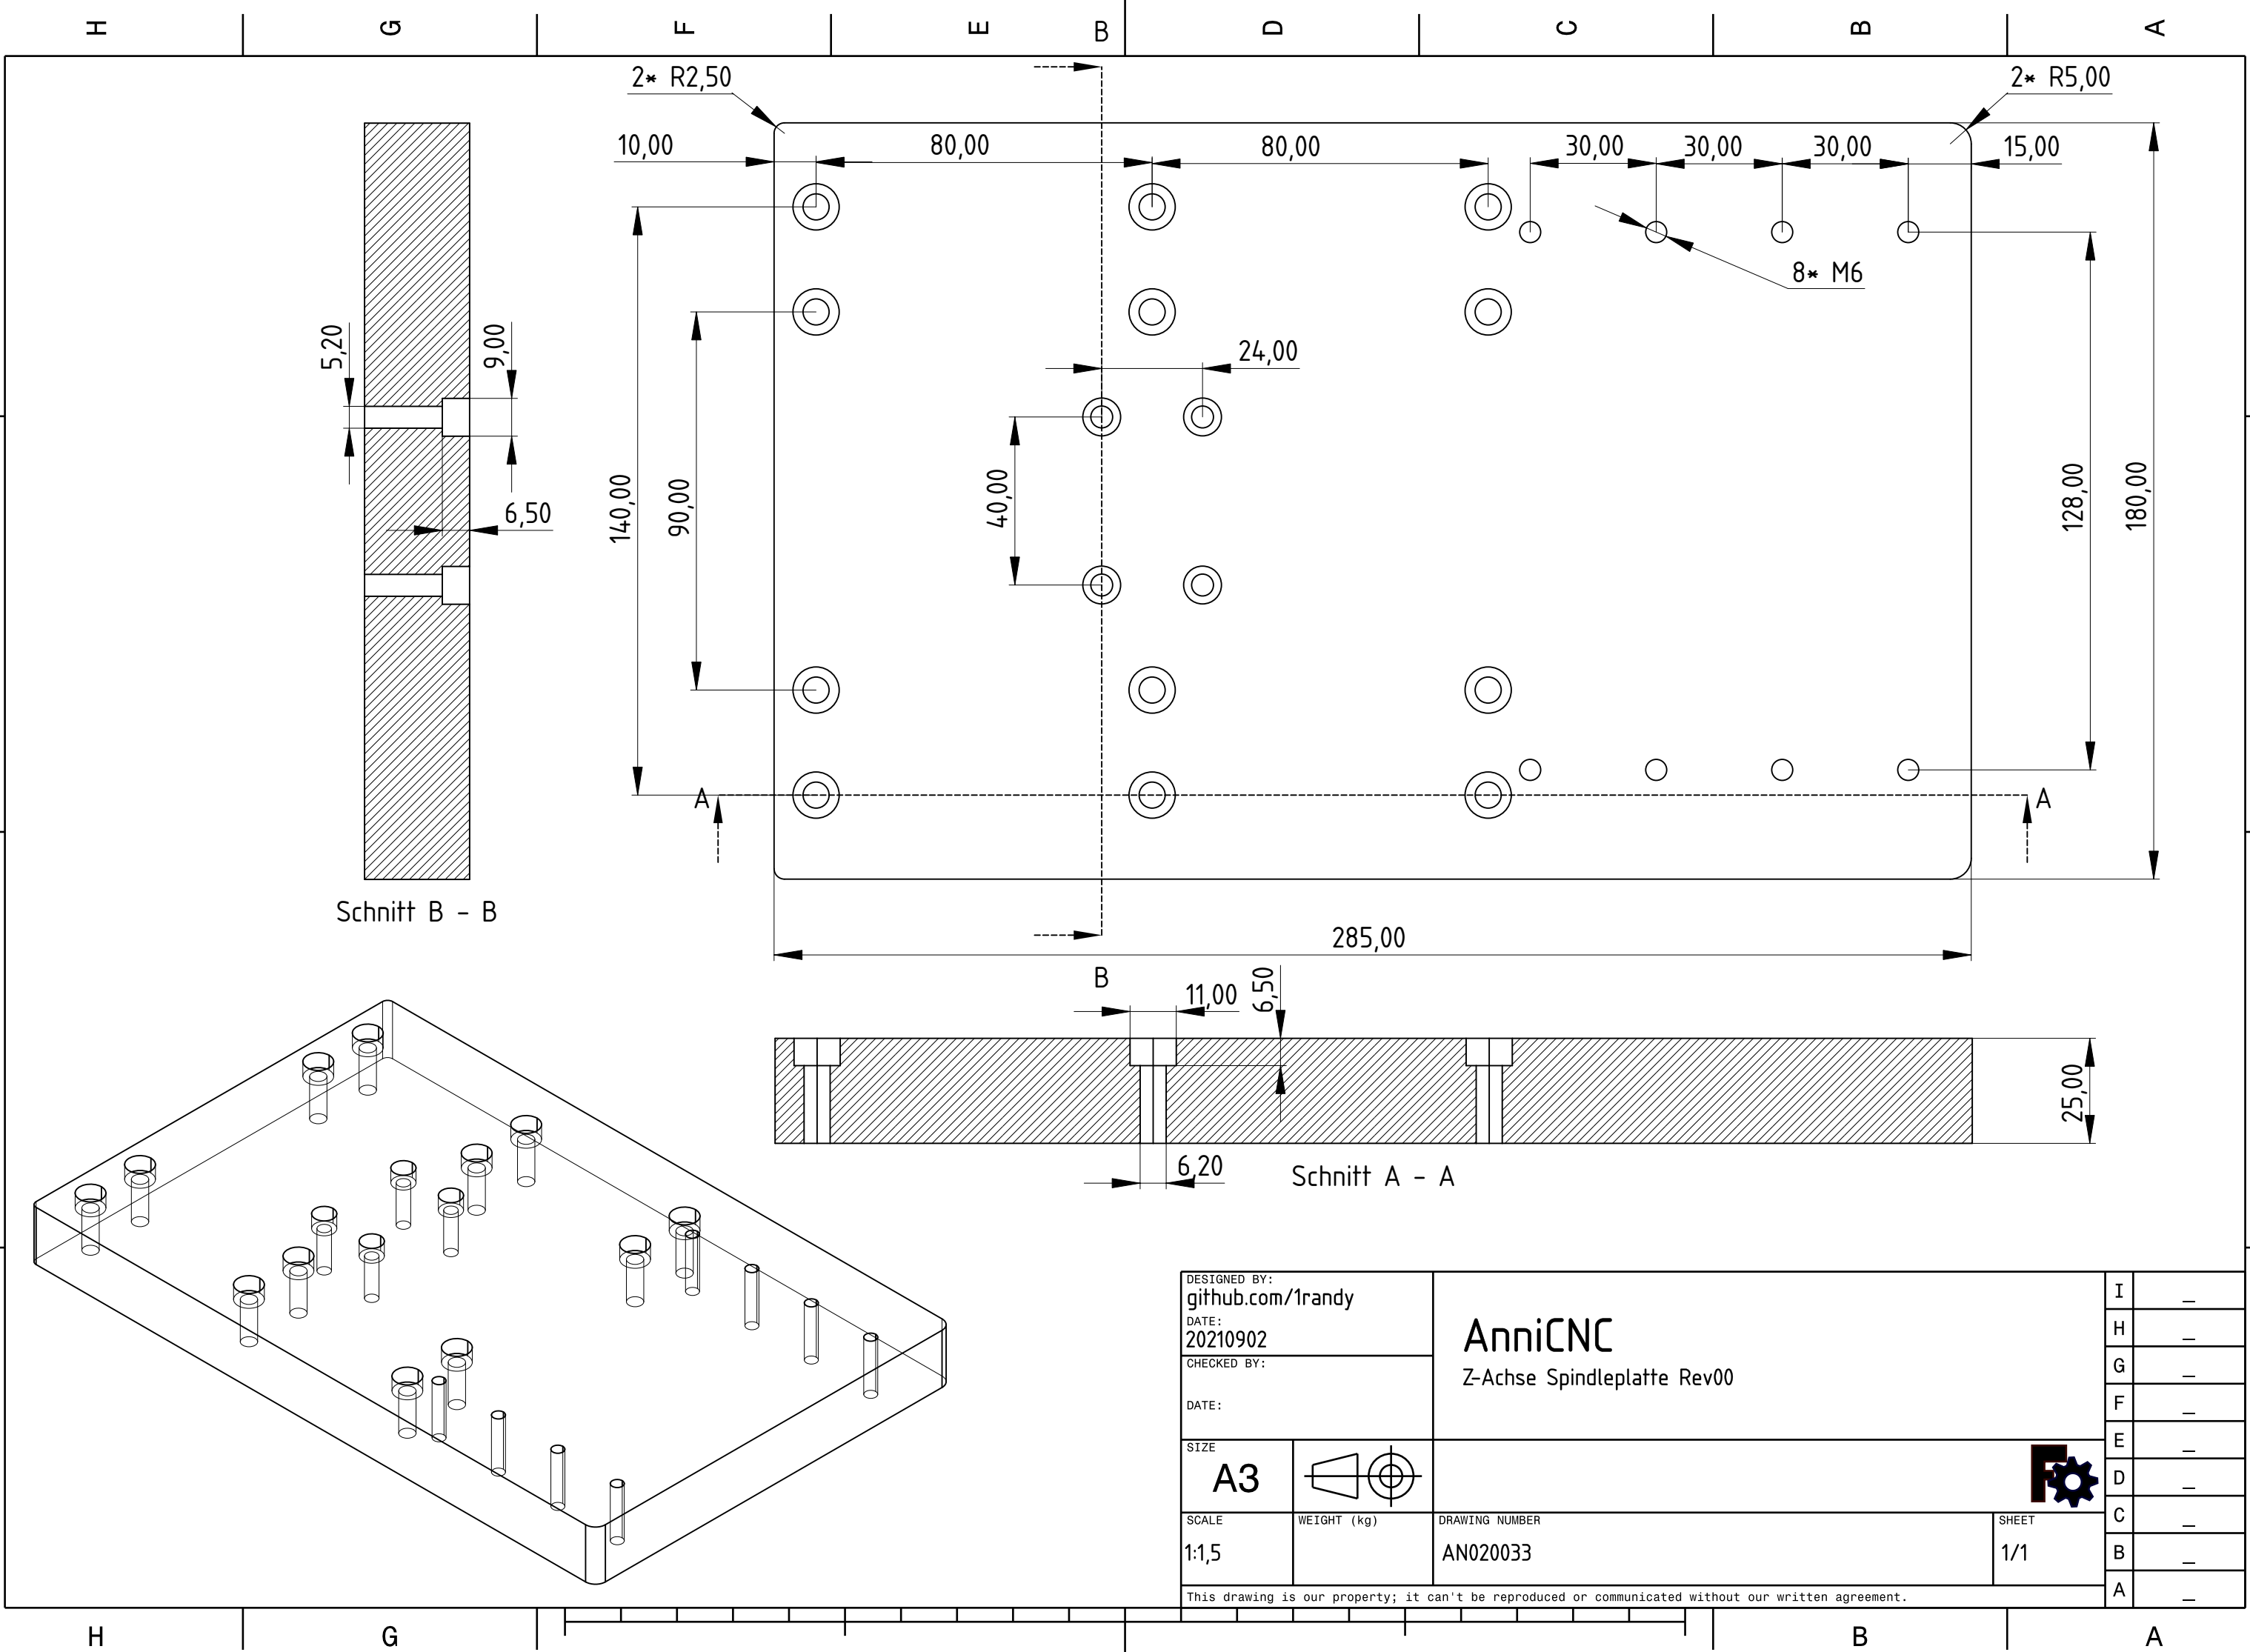 H G F E D C B A
B
2* R2,50
2* R5,00
10,00
80,00
80,00
30,00
30,00
30,00
15,00
8* M6
5,20
9,00
24,00
6,50
140,00
90,00
40,00
128,00
180,00
A
A
Schnitt B - B
285,00
B
11,00
6,50
25,00
6,20
Schnitt A - A
DESIGNED BY:
github.com/1randy
DATE:
20210902
CHECKED BY:
DATE:
AnniCNC
Z-Achse Spindleplatte Rev00
SIZE
A3
SCALE
1:1,5
WEIGHT (kg)
DRAWING NUMBER
AN020033
SHEET
1/1
This drawing is our property; it can't be reproduced or communicated without our written agreement.
I _
H _
G _
F _
E _
D _
C _
B _
A _
H G B A